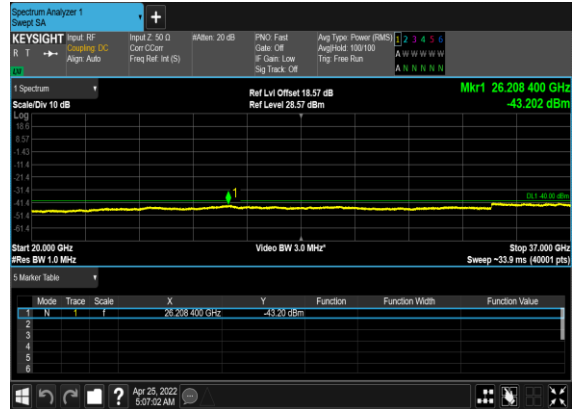 Spectrum Analyzer 1
Swept SA
+
KEYSIGHT Input: RF Input Z: 50 Ω #Atten: 20 dB PNO: Fast Avg Type: Power (RMS) 1 2 3 4 5 6
R T Coupling: DC Corr CCorr Gate: Off Avg|Hold: 100/100 A W W W W W
Align: Auto Freq Ref: Int (S) IF Gain: Low Trig: Free Run
LXI Sig Track: Off A N N N N N
1 Spectrum Ref Lvl Offset 18.57 dB Mkr1 26.208 400 GHz
Scale/Div 10 dB Ref Level 28.57 dBm -43.202 dBm
Log
18.6
8.57
-1.43
-11.4
-21.4
-31.4 1 DL1 -40.00 dBm
-41.4
-51.4
-61.4
Start 20.000 GHz Video BW 3.0 MHz* Stop 37.000 GHz
#Res BW 1.0 MHz Sweep ~33.9 ms (40001 pts)
5 Marker Table
Mode Trace Scale X Y Function Function Width Function Value
1 N 1 f 26.208 400 GHz -43.20 dBm
2
3
4
5
6
? Apr 25, 2022
5:07:02 AM